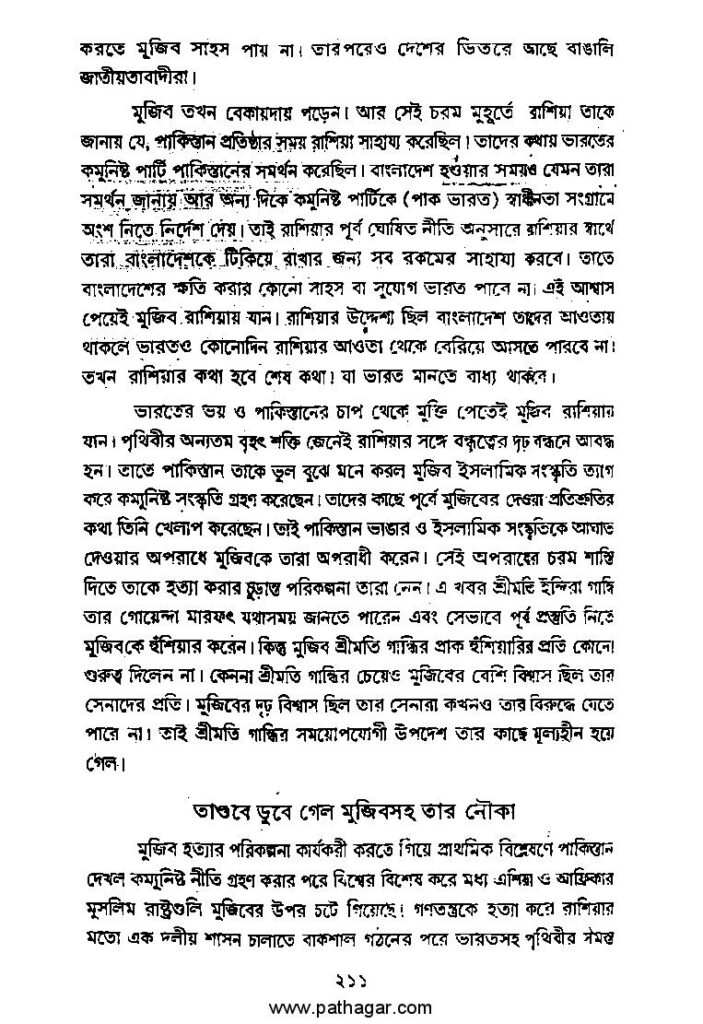 করতে মুজিব সাহস পায় না। তারপরেও দেশের ভিতরে আছে বাঙালি
জাতীয়তাবাদীরা।
মুজিব তখন বেকায়দায় পড়েন। আর সেই চরম মুহূর্তে রাশিয়া তাকে
জানায় যে, পাকিস্তান প্রতিষ্ঠার সময় রাশিয়া সাহায্য করেছিল। তাদের কথায় ভারতের
কমুনিষ্ট পার্টি পাকিস্তানের সমর্থন করেছিল। বাংলাদেশ হওয়ার সময়ও যেমন তারা
সমর্থন জানায় আর অন্য দিকে কমুনিষ্ট পার্টিকে (পাক ভারত) স্বাধীনতা সংগ্রামে
অংশ নিতে নির্দেশ দেয়। তাই রাশিয়ার পূর্ব ঘোষিত নীতি অনুসারে রাশিয়ার স্বার্থে
তারা বাংলাদেশকে টিকিয়ে রাখার জন্য সব রকমের সাহায্য করবে। তাতে
বাংলাদেশের ক্ষতি করার কোনো সাহস বা সুযোগ ভারত পাবে না। এই আশ্বাস
পেয়েই মুজিব রাশিয়ায় যান। রাশিয়ার উদ্দেশ্য ছিল বাংলাদেশ তাদের আওতায়
থাকলে ভারতও কোনোদিন রাশিয়ার আওতা থেকে বেরিয়ে আসতে পারবে না।
তখন রাশিয়ার কথা হবে শেষ কথা। যা ভারত মানতে বাধ্য থাকবে।
ভারতের ভয় ও পাকিস্তানের চাপ থেকে মুক্তি পেতেই মুজিব রাশিয়ায়
যান। পৃথিবীর অন্যতম বৃহৎ শক্তি জেনেই রাশিয়ার সঙ্গে বন্ধুত্বের দৃঢ় বন্ধনে আবদ্ধ
হন। তাতে পাকিস্তান তাকে ভুল বুঝে মনে করল মুজিব ইসলামিক সংস্কৃতি ত্যাগ
করে কম্যুনিষ্ট সংস্কৃতি গ্রহণ করেছেন। তাদের কাছে পূর্বে মুজিবের দেওয়া প্রতিশ্রুতির
কথা তিনি খেলাপ করেছেন। তাই পাকিস্তান ভাঙার ও ইসলামিক সংস্কৃতিকে আঘাত
দেওয়ার অপরাধে মুজিবকে তারা অপরাধী করেন। সেই অপরাধের চরম শাস্তি
দিতে তাকে হত্যা করার চূড়ান্ত পরিকল্পনা তারা নেন। এ খবর শ্রীমতি ইন্দিরা গান্ধি
তার গোয়েন্দা মারফৎ যথাসময় জানতে পারেন এবং সেভাবে পূর্ব প্রস্তুতি নিতে
মুজিবকে হুঁশিয়ার করেন। কিন্তু মুজিব শ্রীমতি গান্ধির প্রাক হুঁশিয়ারির প্রতি কোনো
গুরুত্ব দিলেন না। কেননা শ্রীমতি গান্ধির চেয়েও মুজিবের বেশি বিশ্বাস ছিল তার
সেনাদের প্রতি। মুজিবের দৃঢ় বিশ্বাস ছিল তার সেনারা কখনও তার বিরুদ্ধে যেতে
পারে না। তাই শ্রীমতি গান্ধির সময়োপযোগী উপদেশ তার কাছে মূল্যহীন হয়ে
গেল।
তাণ্ডবে ডুবে গেল মুজিবসহ তার নৌকা
মুজিব হত্যার পরিকল্পনা কার্যকরী করতে গিয়ে প্রাথমিক বিশ্লেষণে পাকিস্তান
দেখল কম্যুনিষ্ট নীতি গ্রহণ করার পরে বিশ্বের বিশেষ করে মধ্য এশিয়া ও আফ্রিকার
মুসলিম রাষ্ট্রগুলি মুজিবের উপর চটে গিয়েছে। গণতন্ত্রকে হত্যা করে রাশিয়ার
মতো এক দলীয় শাসন চালাতে বাকশাল গঠনের পরে ভারতসহ পৃথিবীর সমস্ত
২১১
www.pathagar.com